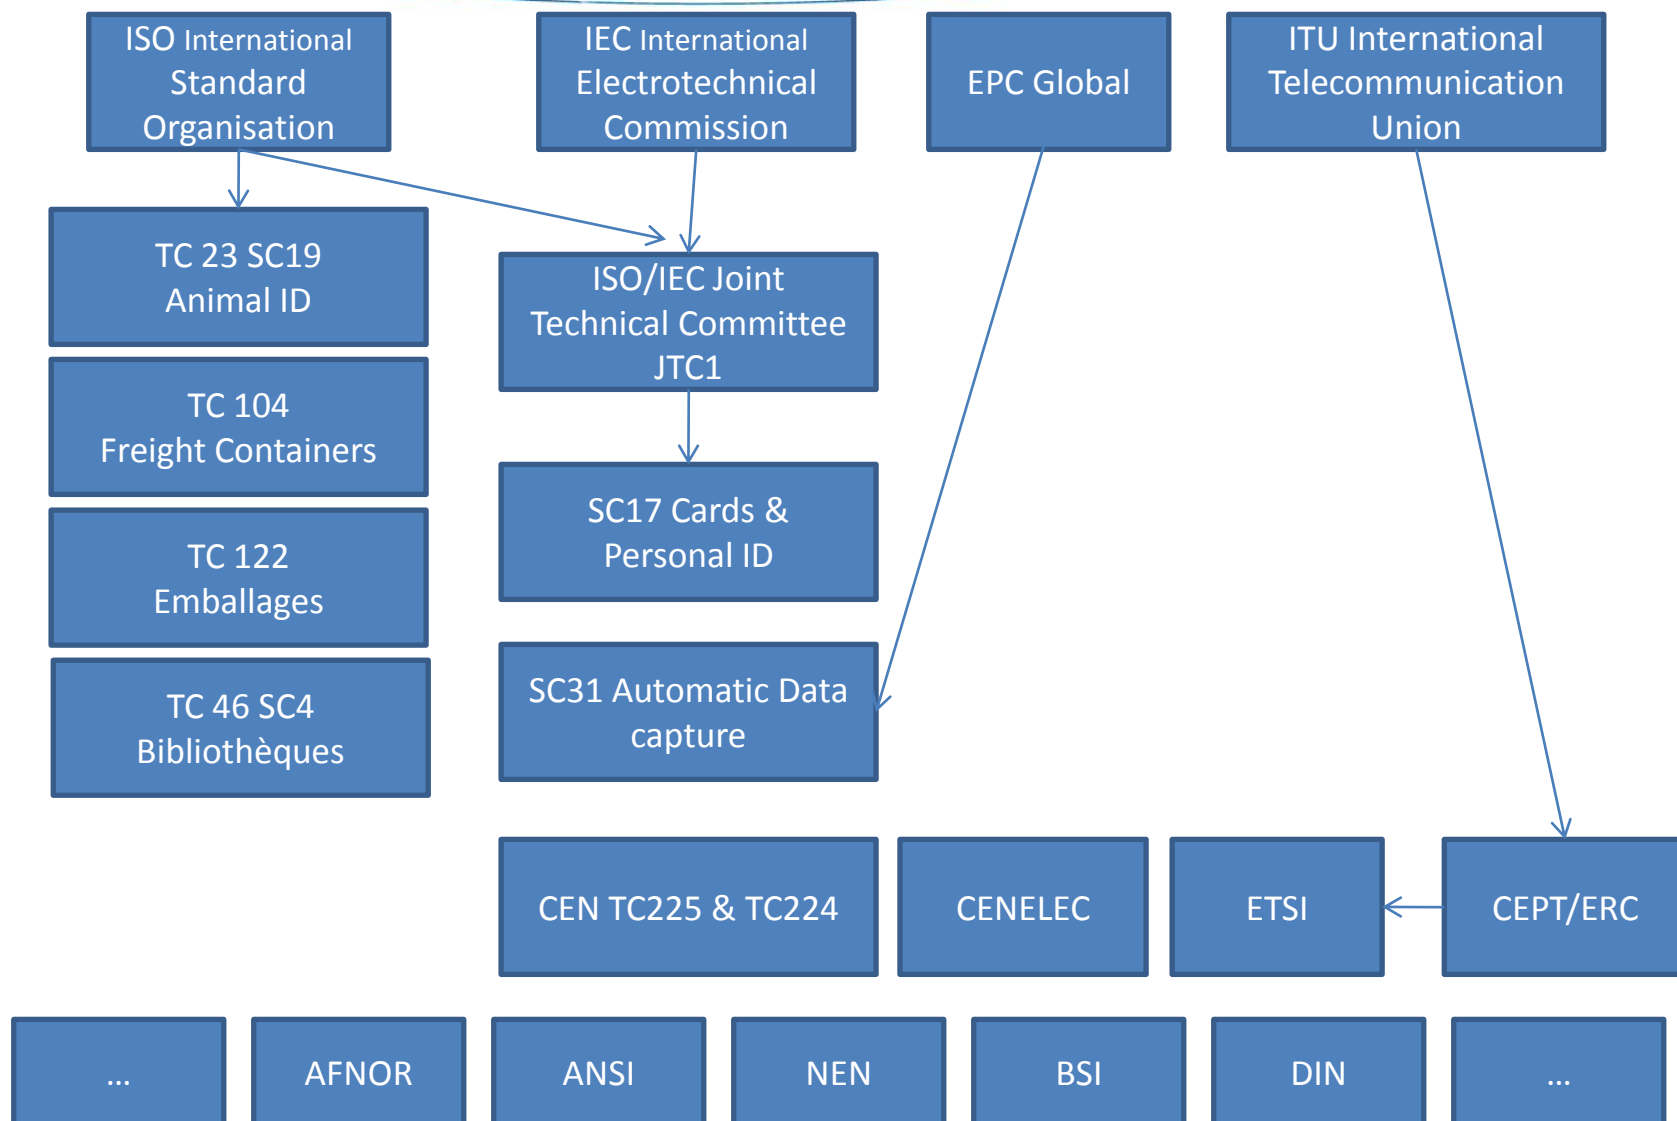 ISO International
Standard
Organisation
IEC International
Electrotechnical
Commission
EPC Global
ITU International
Telecommunication
Union
TC 23 SC19
Animal ID
ISO/IEC Joint
Technical Committee
JTC1
TC 104
Freight Containers
SC17 Cards &
Personal ID
TC 122
Emballages
SC31 Automatic Data
capture
TC 46 SC4
Bibliothèques
CEN TC225 & TC224
CENELEC
ETSI
CEPT/ERC
...
AFNOR
ANSI
NEN
BSI
DIN
...